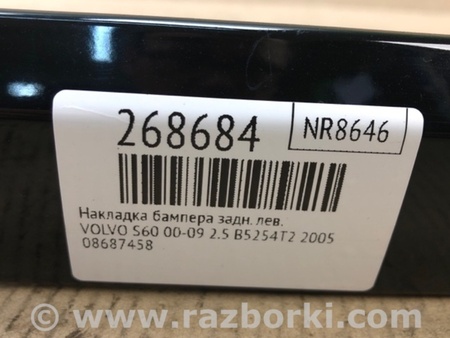 268684
NR8646
Накладка бампера задн. лев.
VOLVO S60 00-09 2.5 B5254T2 2005
08687458
www.razborki.com